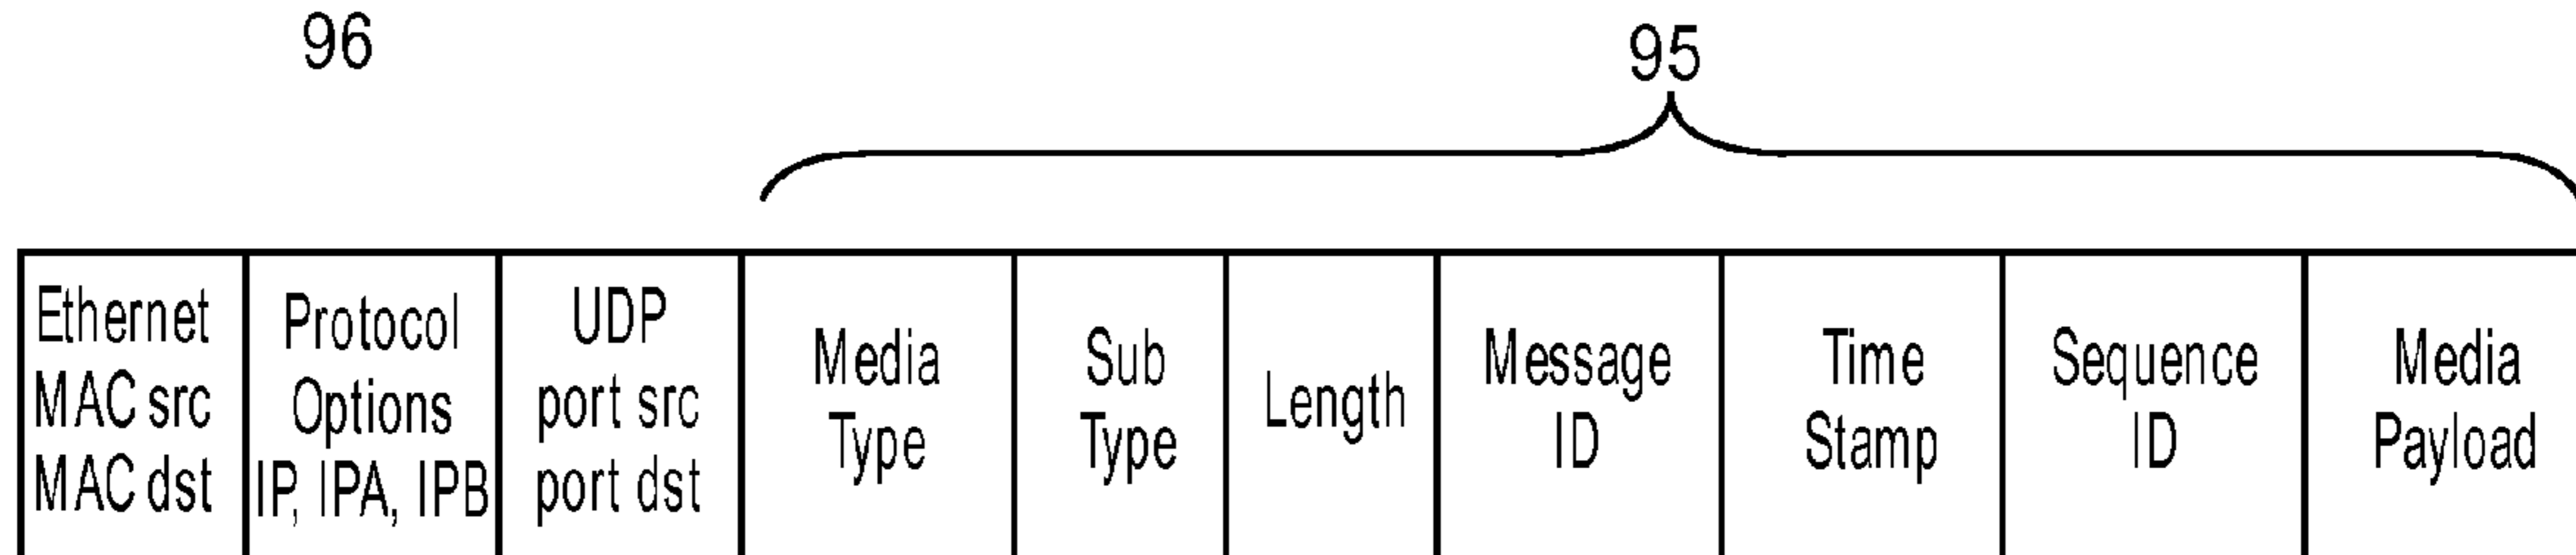 96
95
Ethernet
MAC src
MAC dst
Protocol
Options
IP, IPA, IPB
UDP
port src
port dst
Media
Type
Sub
Type
Length
Message
ID
Time
Stamp
Sequence
ID
Media
Payload